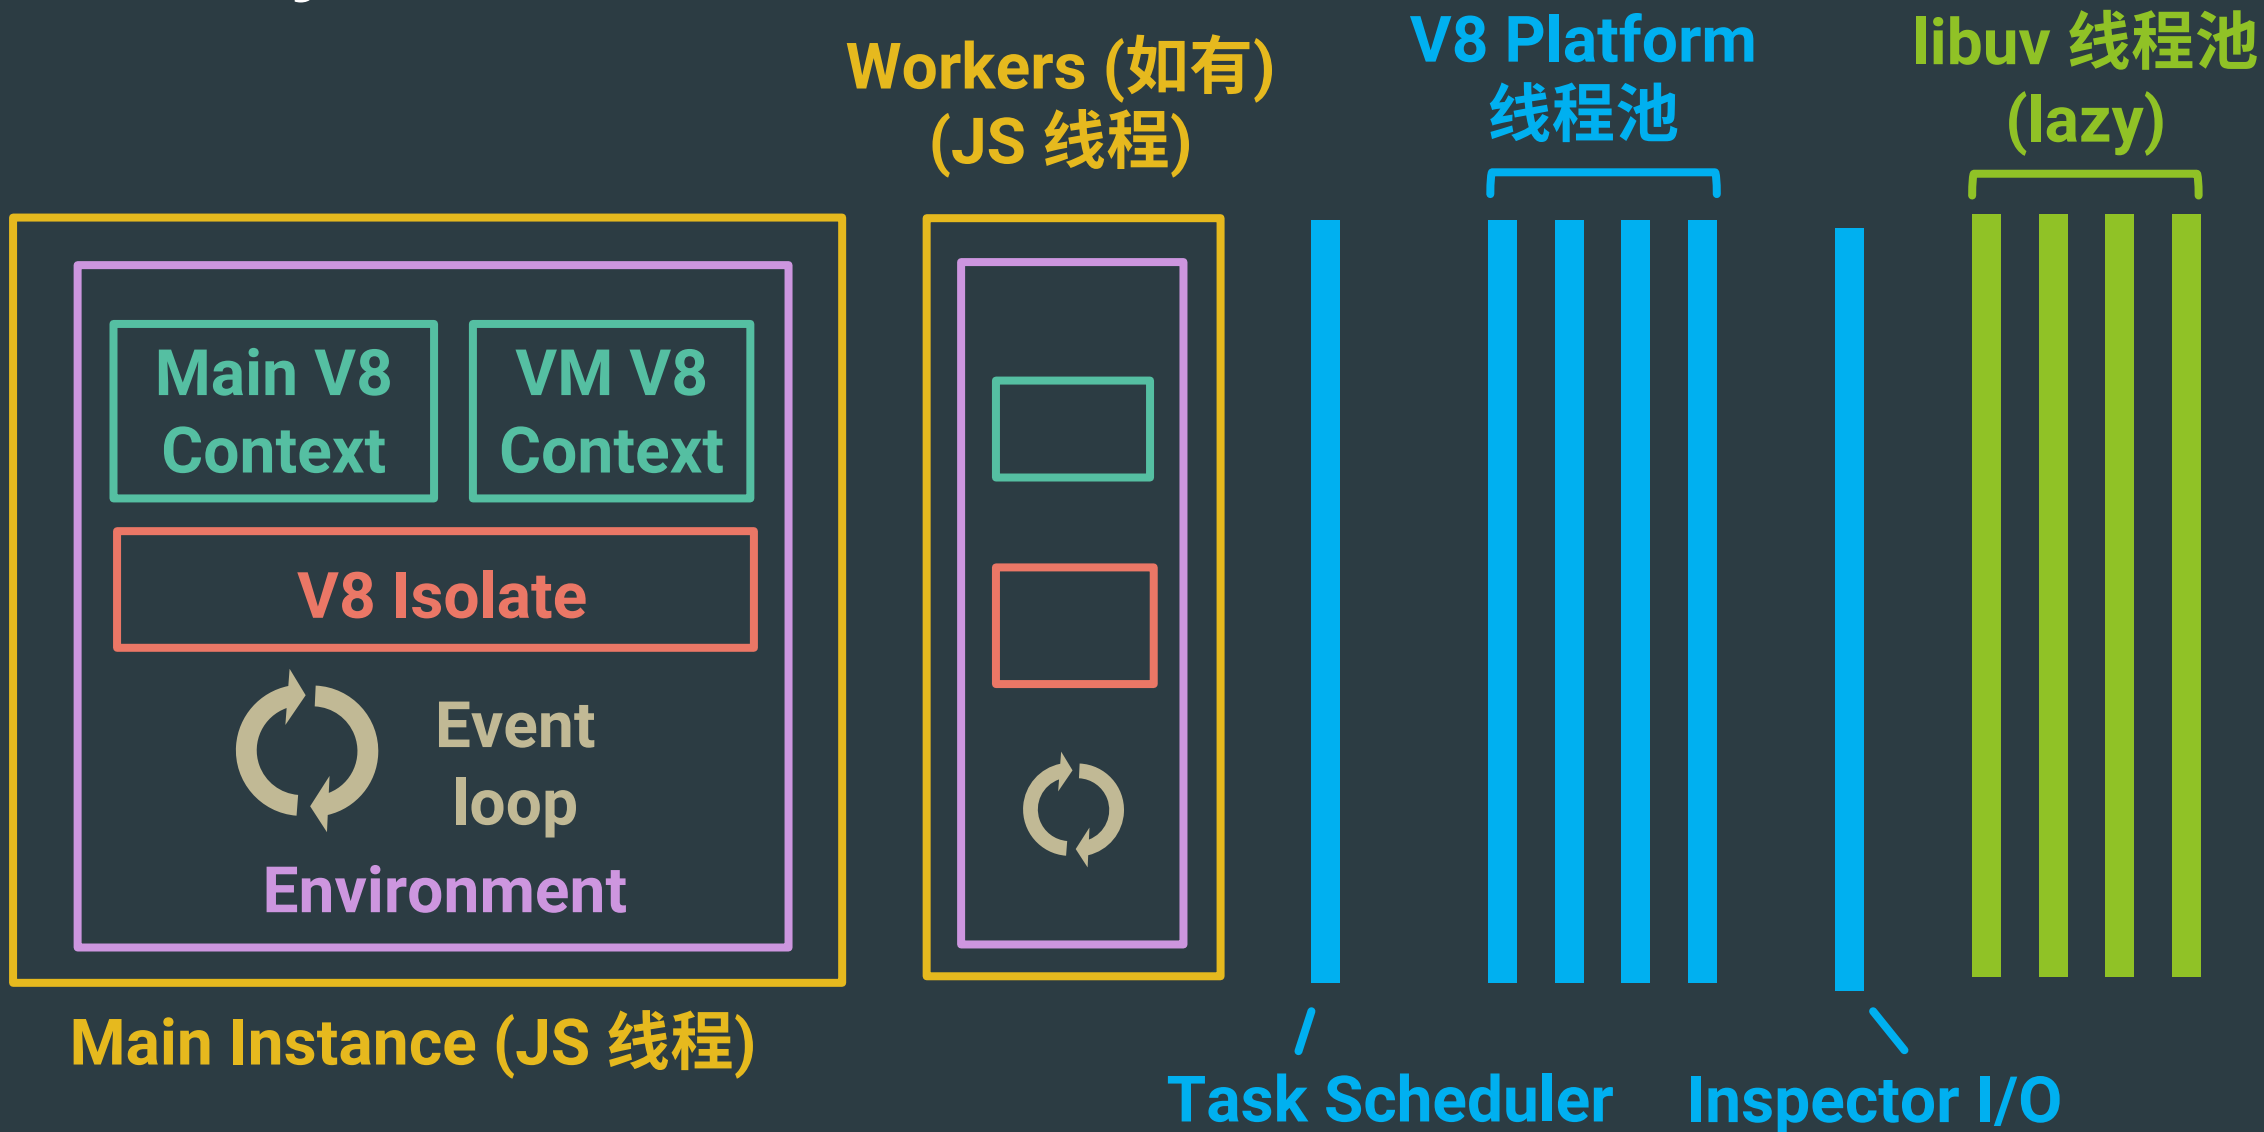 Workers (如有)
(JS 线程)
V8 Platform
线程池
libuv 线程池
(lazy)
Main V8
Context
VM V8
Context
V8 Isolate
Event
loop
Environment
Main Instance (JS 线程)
Task Scheduler
Inspector I/O